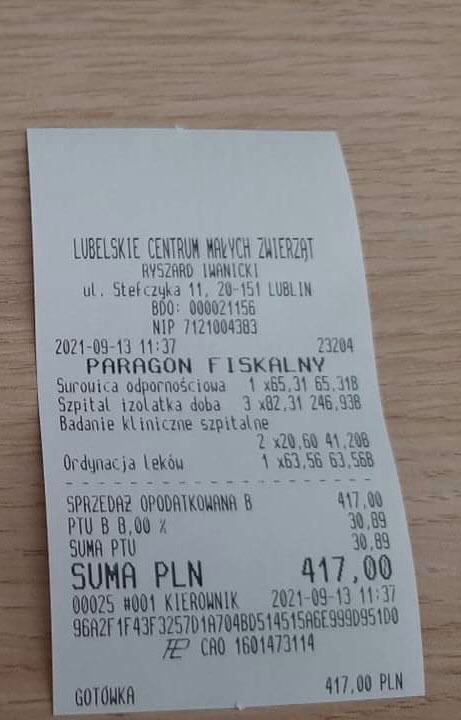 LUBELSKIE CENTRUM MAŁYCH ZWIERZĄT
RYSZARD IWANICKI
ul. Stefczyka 11, 20-151 LUBLIN
BDO: 000021156
NIP 7121004383
2021-09-13 11:37 23204
PARAGON FISKALNY
Surowica odpornościowa 1 x65,31 65,31B
Szpital izolatka doba 3 x82,31 246,93B
Badanie kliniczne szpitalne
2 x20,60 41,20B
Ordynacja leków 1 x63,56 63,56B
SPRZEDAŻ OPODATKOWANA B 417,00
PTU B 8,00 % 30,89
SUMA PTU 30,89
SUMA PLN 417,00
00025 #001 KIEROWNIK 2021-09-13 11:37
96A2F1F43F3257D1A704BD514515A6E999D951D0
CAO 1601473114
GOTÓWKA 417,00 PLN